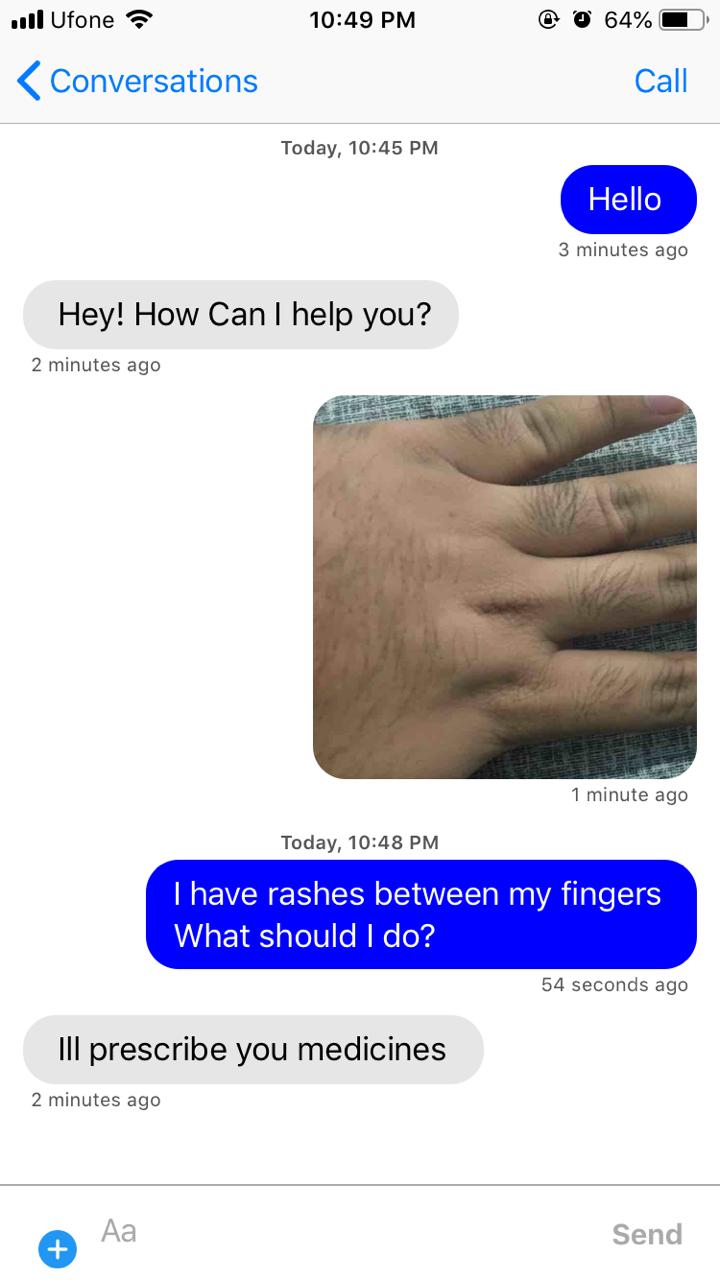 Ufone 10:49 PM 64%
Conversations Call
Today, 10:45 PM
Hello
3 minutes ago
Hey! How Can I help you?
2 minutes ago
1 minute ago
Today, 10:48 PM
I have rashes between my fingers
What should I do?
54 seconds ago
Ill prescribe you medicines
2 minutes ago
Aa Send